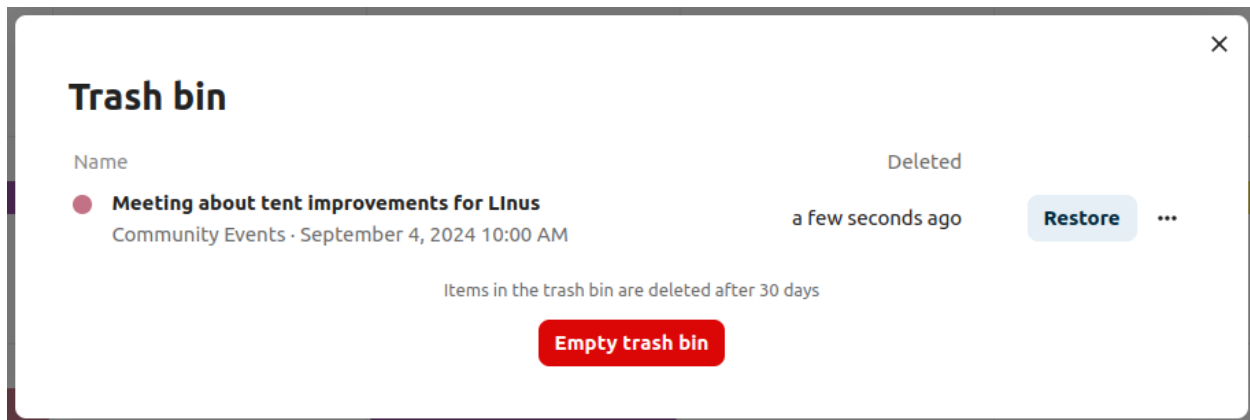 Trash bin
Name Deleted
Meeting about tent improvements for LInus
Community Events · September 4, 2024 10:00 AM
a few seconds ago
Restore
Items in the trash bin are deleted after 30 days
Empty trash bin